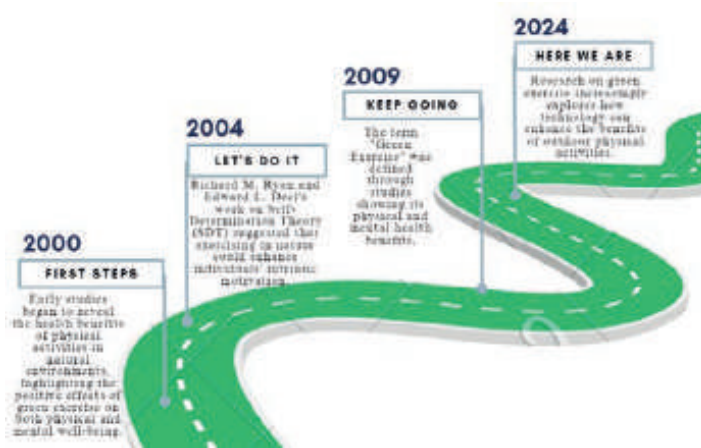 2000
FIRST STEPS
Early studies
began to reveal
the health benefits
of physical
activities in
natural
environments,
highlighting the
positive effects of
green exercise on
both physical and
mental well-being.
2004
LET'S DO IT
Richard M. Ryan and
Edward L. Deci's
work on Self-
Determination Theory
(SDT) suggested that
exercising in nature
could enhance
individuals' intrinsic
motivation.
2009
KEEP GOING
The term
"Green
Exercise" was
defined
through
studies
showing its
physical and
mental health
benefits.
2024
HERE WE ARE
Research on green
exercise increasingly
explores how
technology can
enhance the benefits
of outdoor physical
activities.